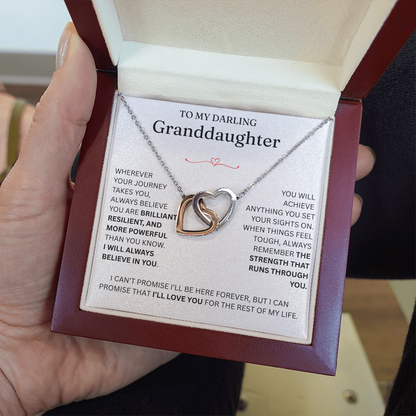 TO MY DARLING
Granddaughter
WHEREVER
YOUR JOURNEY
TAKES YOU,
ALWAYS BELIEVE
YOU ARE BRILLIANT
RESILIENT, AND
MORE POWERFUL
THAN YOU KNOW.
I WILL ALWAYS
BELIEVE IN YOU.
YOU WILL
ACHIEVE
ANYTHING YOU SET
YOUR SIGHTS ON.
WHEN THINGS FEEL
TOUGH, ALWAYS
REMEMBER THE
STRENGTH THAT
RUNS THROUGH
YOU.
I CAN'T PROMISE I'LL BE HERE FOREVER, BUT I CAN
PROMISE THAT I'LL LOVE YOU FOR THE REST OF MY LIFE.